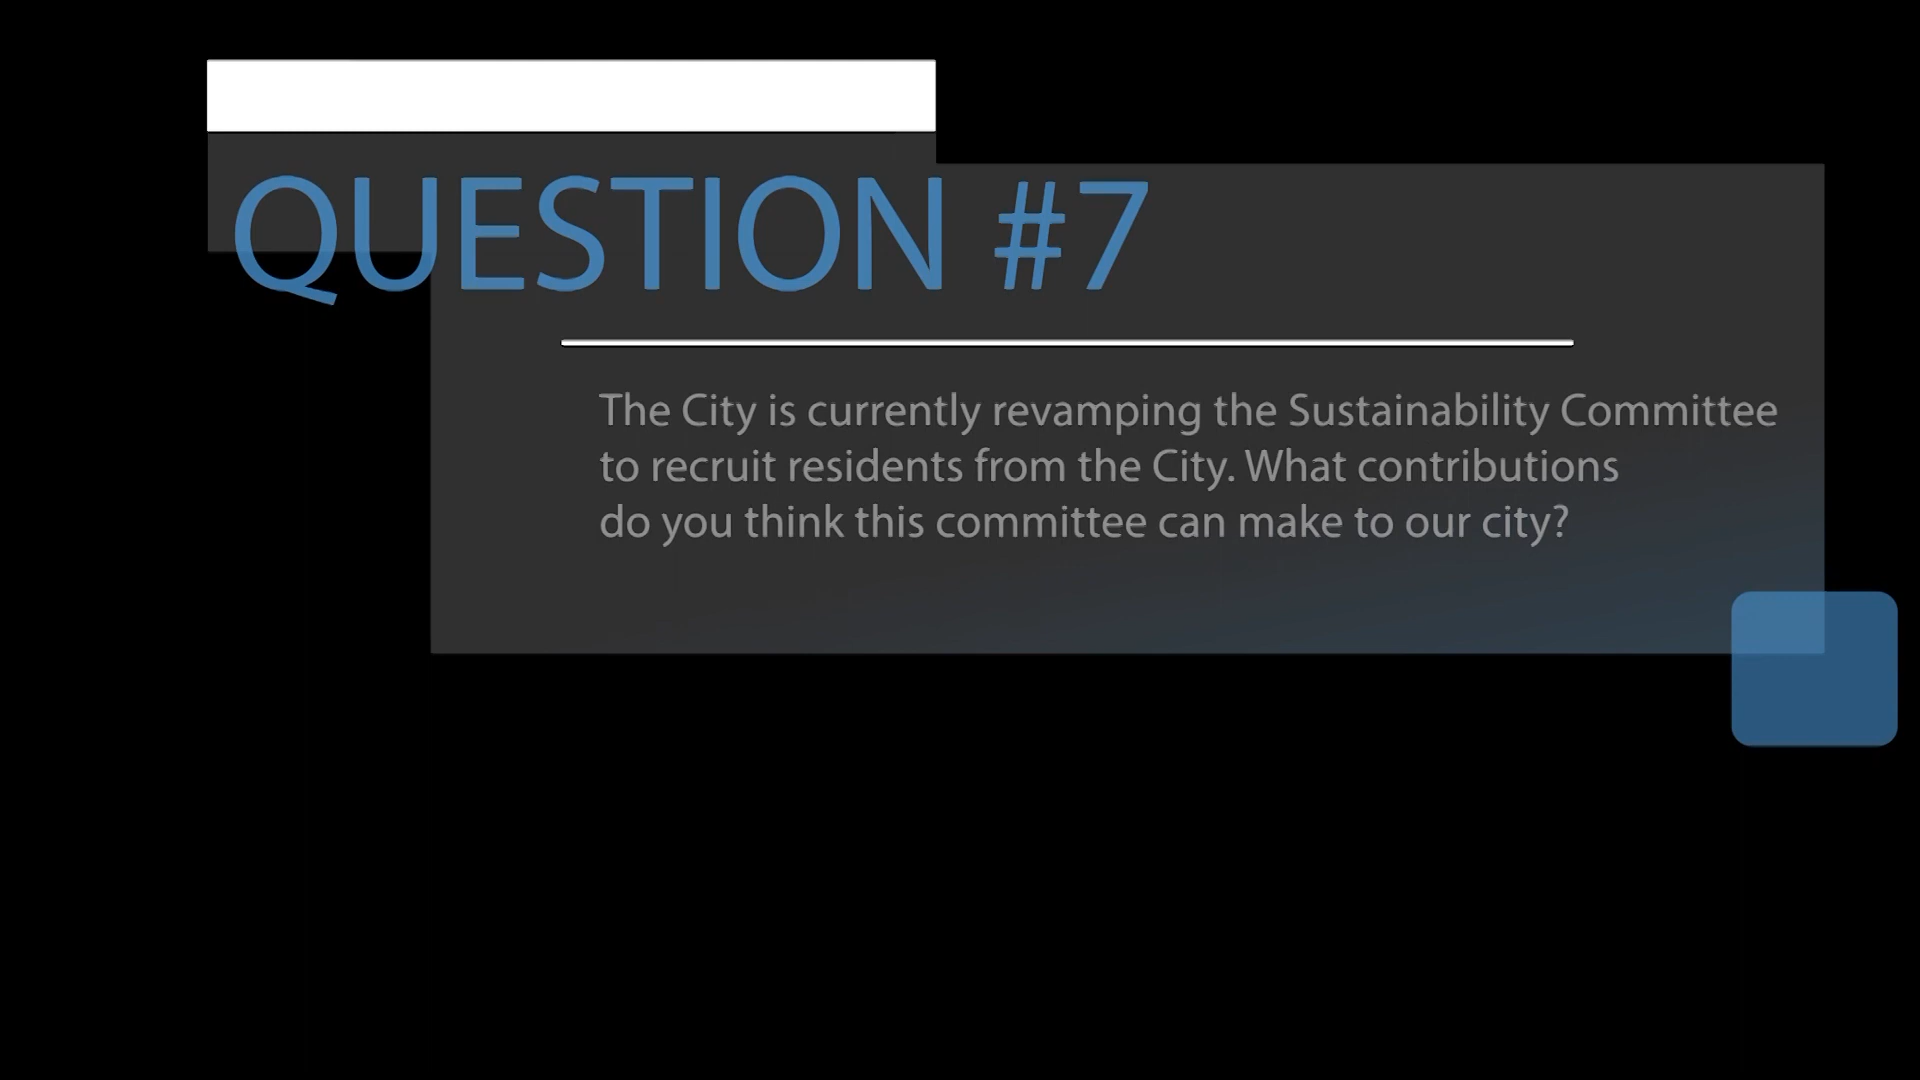 QUESTION #7
The City is currently revamping the Sustainability Committee
to recruit residents from the City. What contributions
do you think this committee can make to our city?